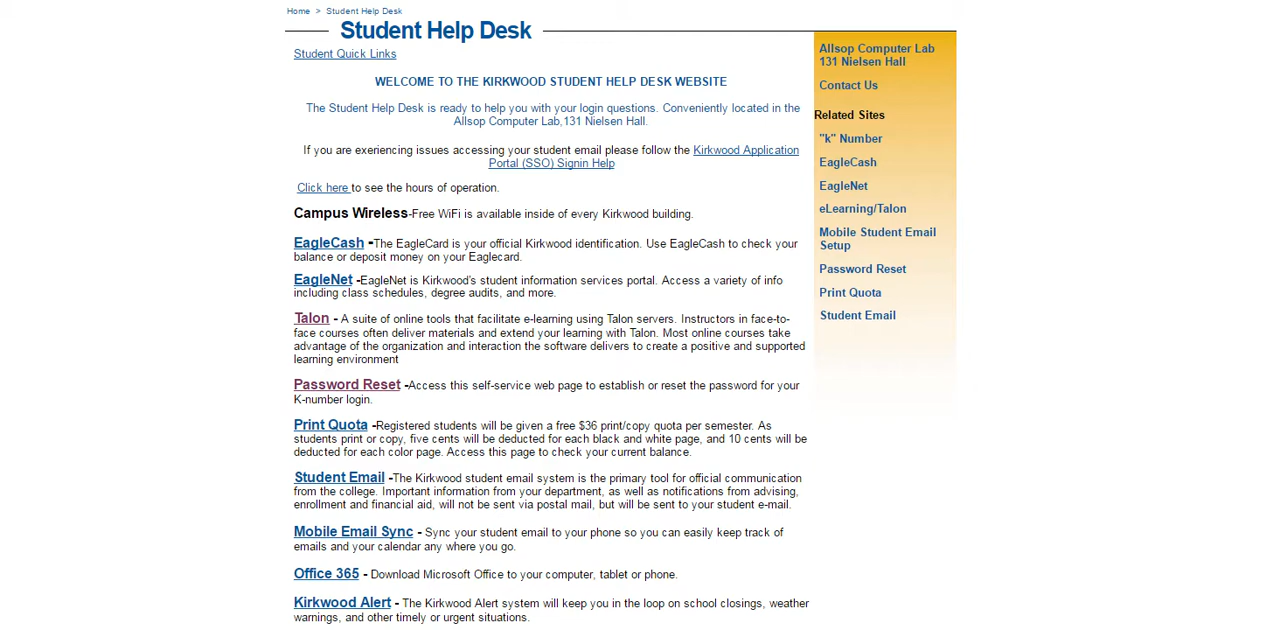 Home > Student Help Desk
Student Help Desk
Student Quick Links
WELCOME TO THE KIRKWOOD STUDENT HELP DESK WEBSITE
The Student Help Desk is ready to help you with your login questions. Conveniently located in the
Allsop Computer Lab,131 Nielsen Hall.
If you are exeriencing issues accessing your student email please follow the Kirkwood Application
Portal (SSO) Signin Help
Click here to see the hours of operation.
Campus Wireless-Free WiFi is available inside of every Kirkwood building.
EagleCash -The EagleCard is your official Kirkwood identification. Use EagleCash to check your
balance or deposit money on your Eaglecard.
EagleNet -EagleNet is Kirkwood's student information services portal. Access a variety of info
including class schedules, degree audits, and more.
Talon - A suite of online tools that facilitate e-learning using Talon servers. Instructors in face-to-
face courses often deliver materials and extend your learning with Talon. Most online courses take
advantage of the organization and interaction the software delivers to create a positive and supported
learning environment
Password Reset -Access this self-service web page to establish or reset the password for your
K-number login.
Print Quota -Registered students will be given a free $36 print/copy quota per semester. As
students print or copy, five cents will be deducted for each black and white page, and 10 cents will be
deducted for each color page. Access this page to check your current balance.
Student Email -The Kirkwood student email system is the primary tool for official communication
from the college. Important information from your department, as well as notifications from advising,
enrollment and financial aid, will not be sent via postal mail, but will be sent to your student e-mail.
Mobile Email Sync - Sync your student email to your phone so you can easily keep track of
emails and your calendar any where you go.
Office 365 - Download Microsoft Office to your computer, tablet or phone.
Kirkwood Alert - The Kirkwood Alert system will keep you in the loop on school closings, weather
warnings, and other timely or urgent situations.
Allsop Computer Lab
131 Nielsen Hall
Contact Us
Related Sites
"k" Number
EagleCash
EagleNet
eLearning/Talon
Mobile Student Email
Setup
Password Reset
Print Quota
Student Email